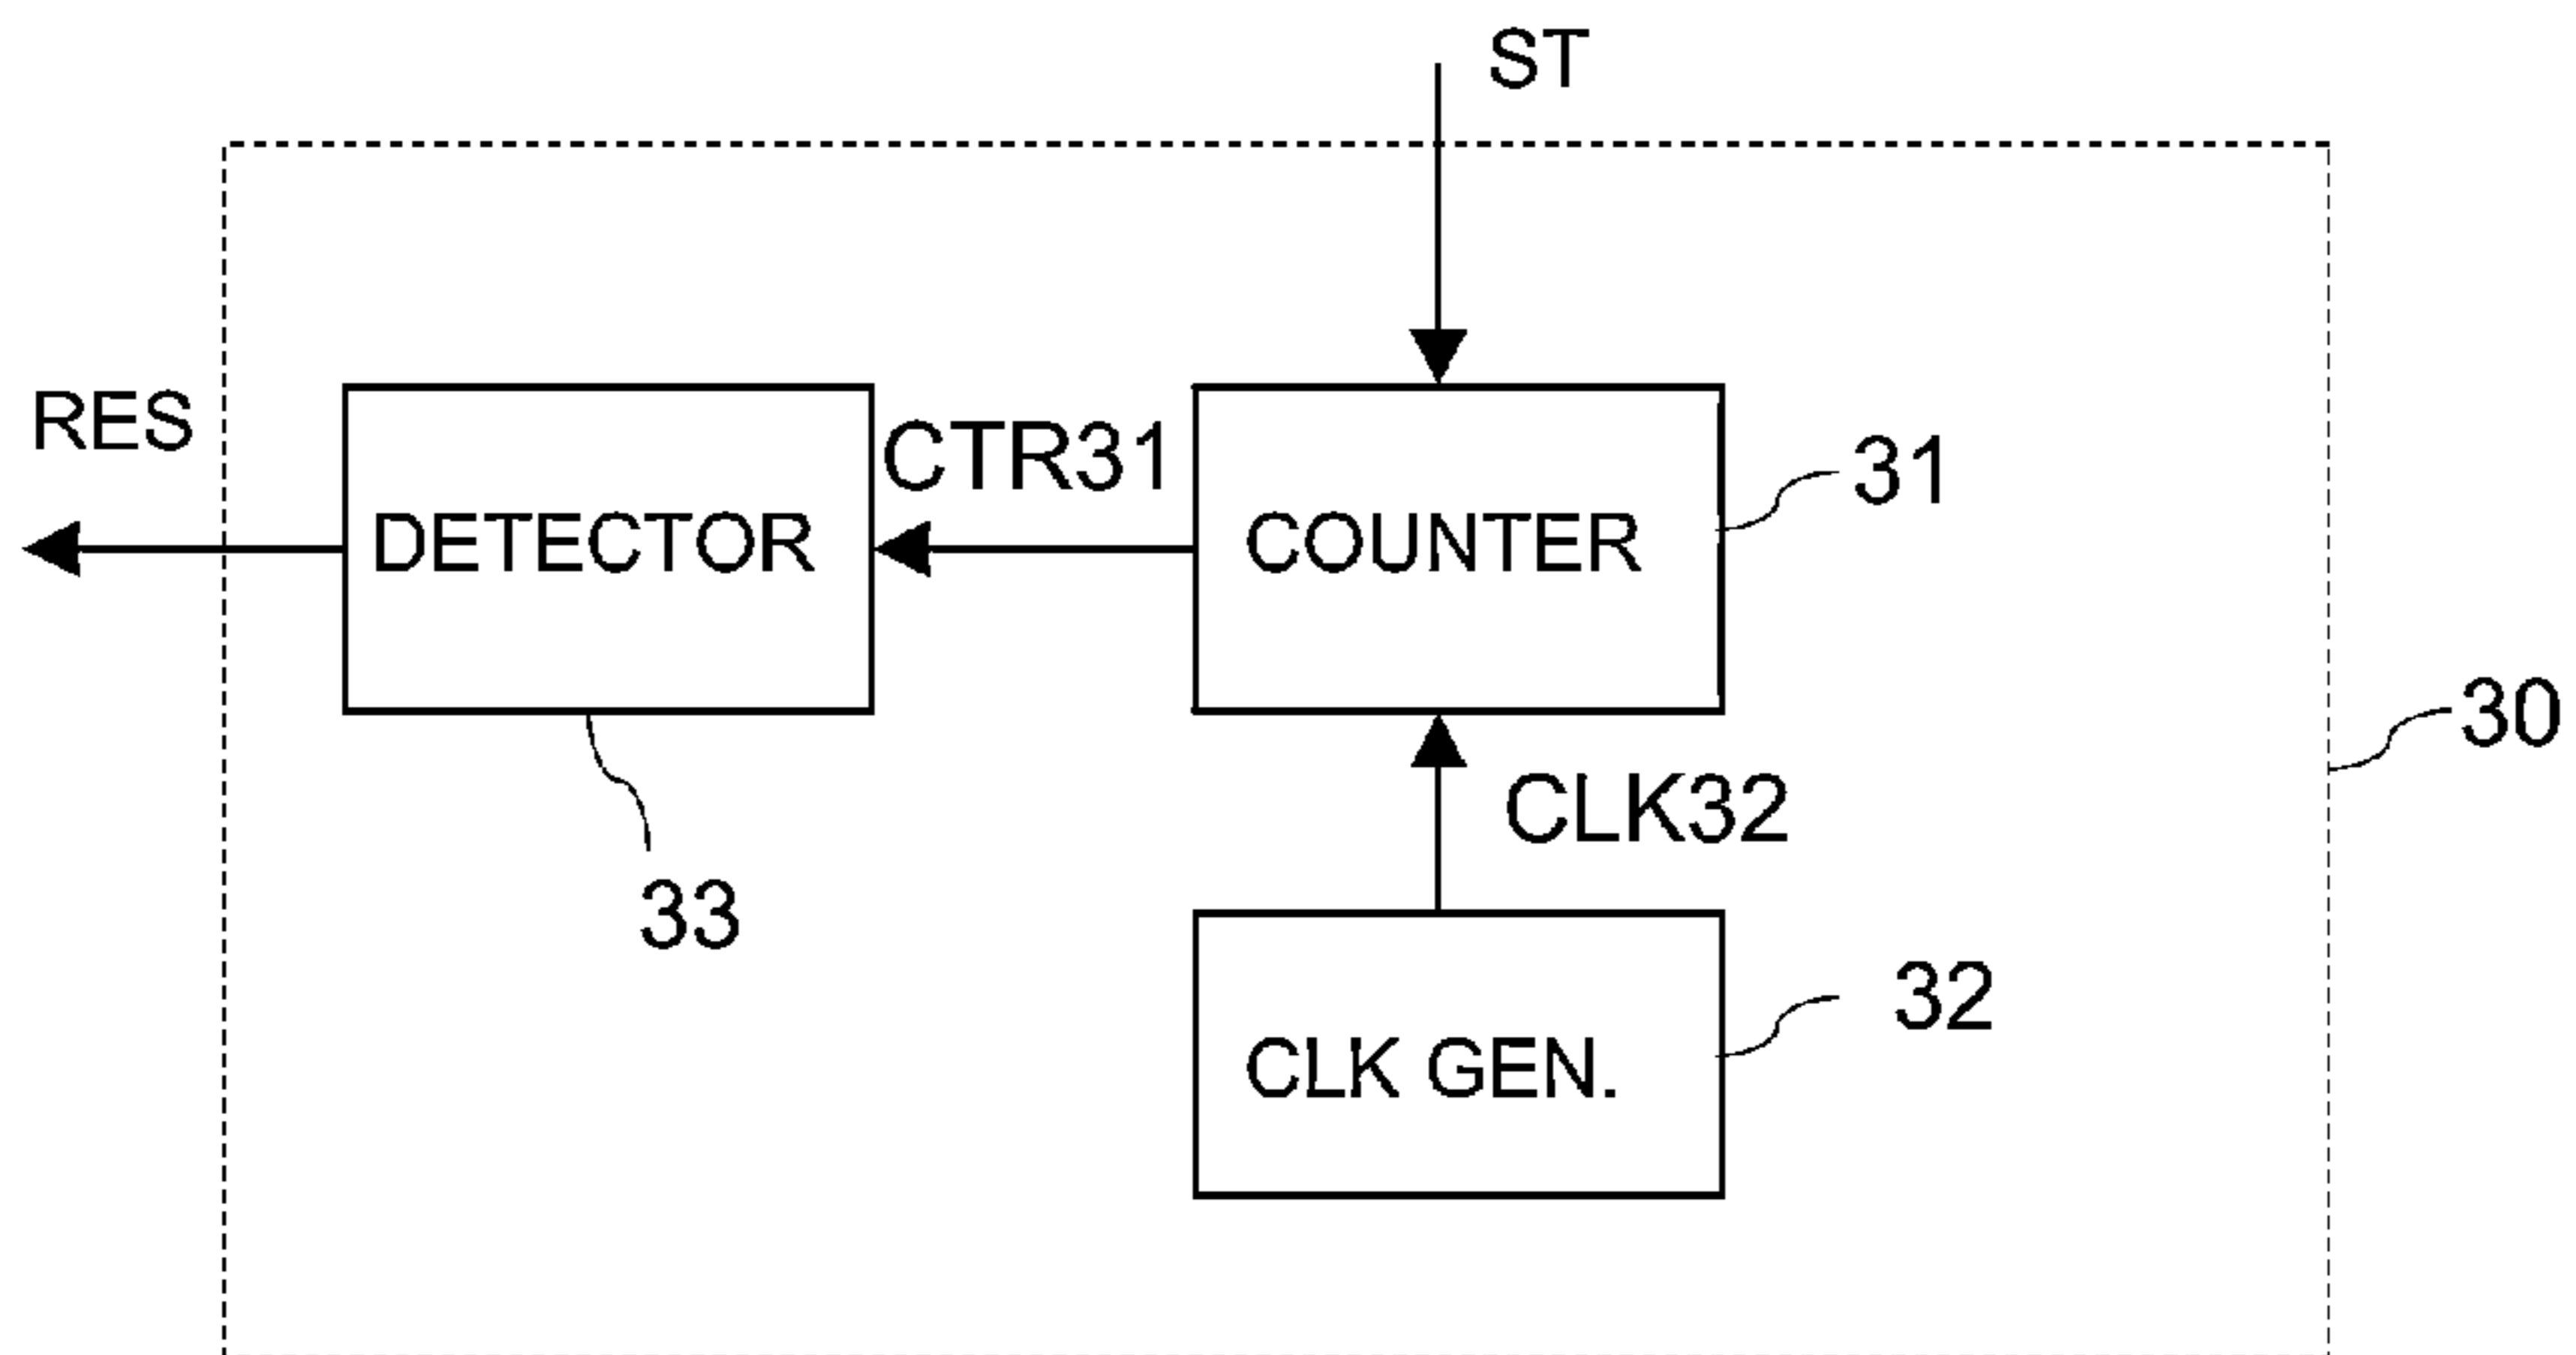 ST
RES
CTR31
31
DETECTOR
COUNTER
30
CLK32
33
32
CLK GEN.